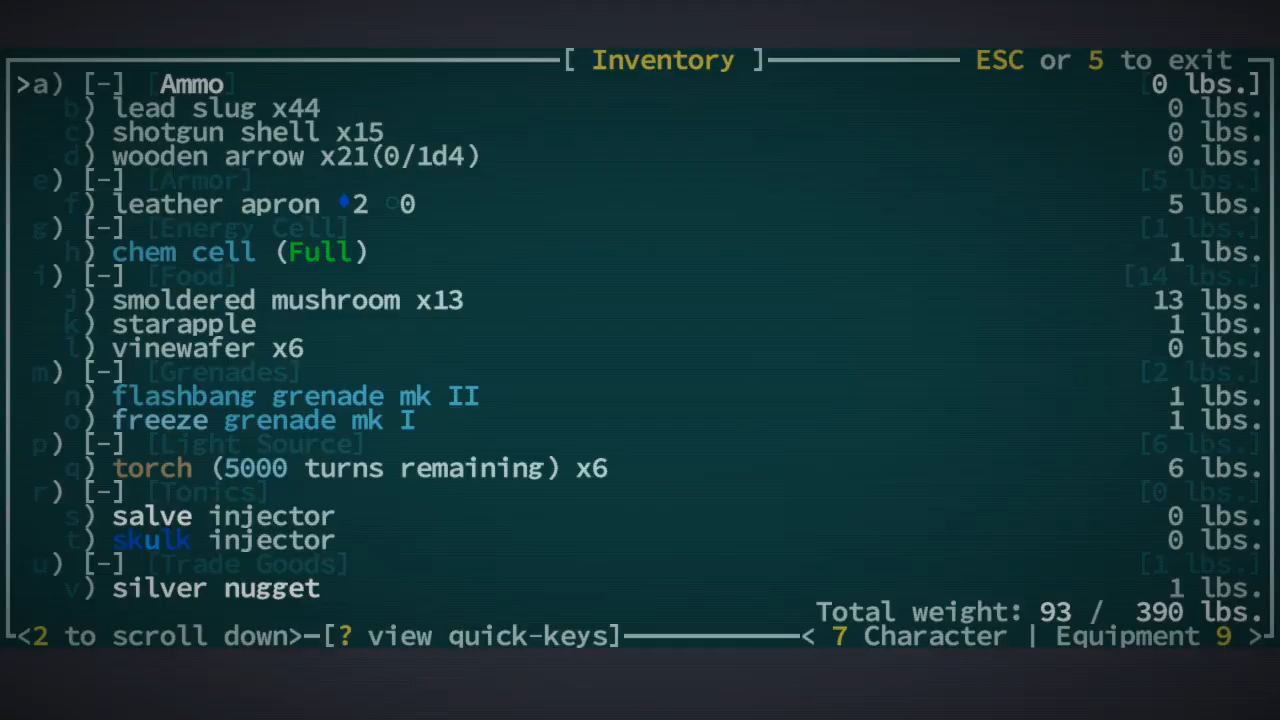 [ Inventory ] ESC or 5 to exit
>a) [-] [Ammo] [0 lbs.]
b) lead slug x44 0 lbs.
c) shotgun shell x15 0 lbs.
d) wooden arrow x21(0/1d4) 0 lbs.
e) [-] [Armor] [5 lbs.]
f) leather apron ♦2 ○0 5 lbs.
g) [-] [Energy Cell] [1 lbs.]
h) chem cell (Full) 1 lbs.
i) [-] [Food] [14 lbs.]
j) smoldered mushroom x13 13 lbs.
k) starapple 1 lbs.
l) vinewafer x6 0 lbs.
m) [-] [Grenades] [2 lbs.]
n) flashbang grenade mk II 1 lbs.
o) freeze grenade mk I 1 lbs.
p) [-] [Light Source] [6 lbs.]
q) torch (5000 turns remaining) x6 6 lbs.
r) [-] [Tonics] [0 lbs.]
s) salve injector 0 lbs.
t) skulk injector 0 lbs.
u) [-] [Trade Goods] [1 lbs.]
v) silver nugget 1 lbs.
Total weight: 93 / 390 lbs.
<2 to scroll down> [? view quick-keys] < 7 Character | Equipment 9 >